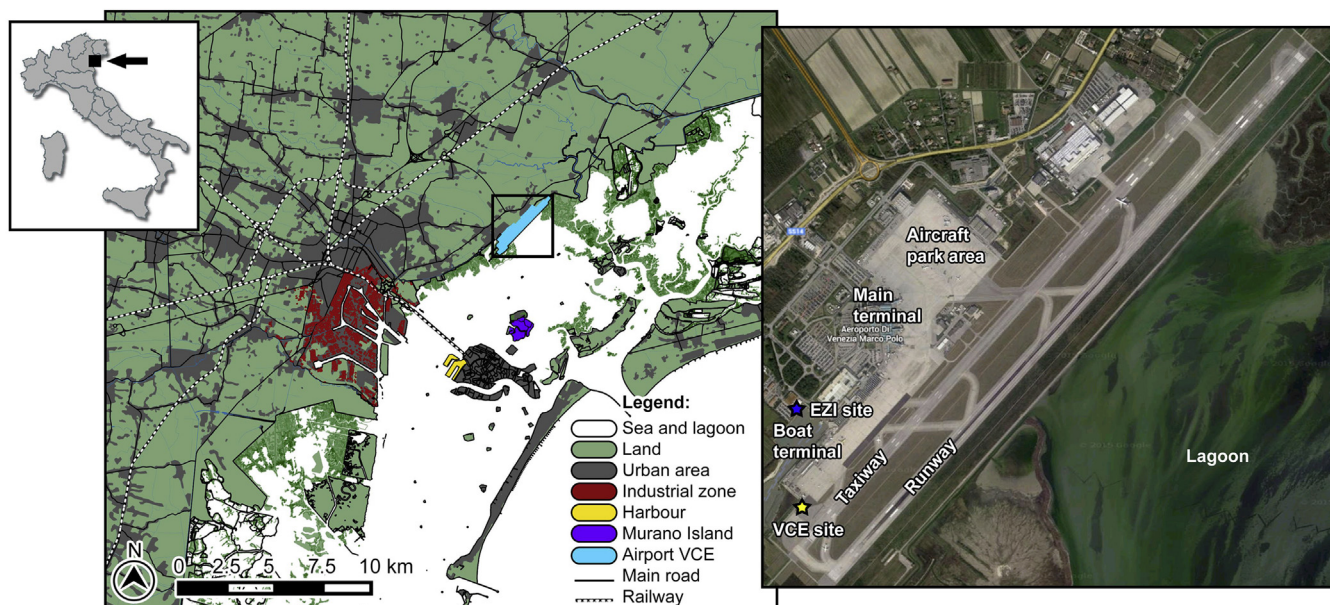 Legend:
Sea and lagoon
Land
Urban area
Industrial zone
Harbour
Murano Island
Airport VCE
Main road
Railway
N
0 2.5 5 7.5 10 km
SS14
Aircraft
park area
Main
terminal
Aeroporto Di
Venezia Marco Polo
EZI site
Boat
terminal
Taxiway
Runway
VCE site
Lagoon